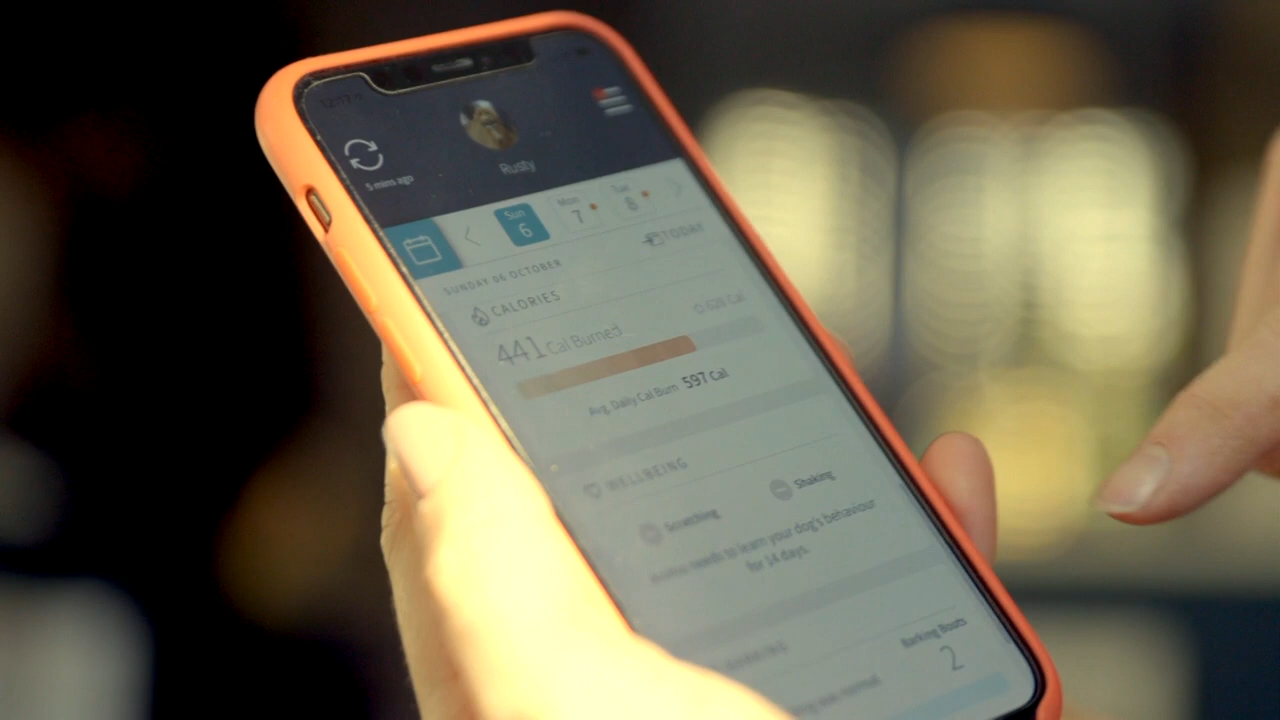 5 mins ago
Rusty
Sun
6
Mon
7
Tue
8
TODAY
SUNDAY 06 OCTOBER
CALORIES
441 Cal Burned
Avg. Daily Cal Burn 597 Cal
WELLBEING
Scratching
Shaking
needs to learn your dog's behaviour
for 14 days.
Barking Bouts
2